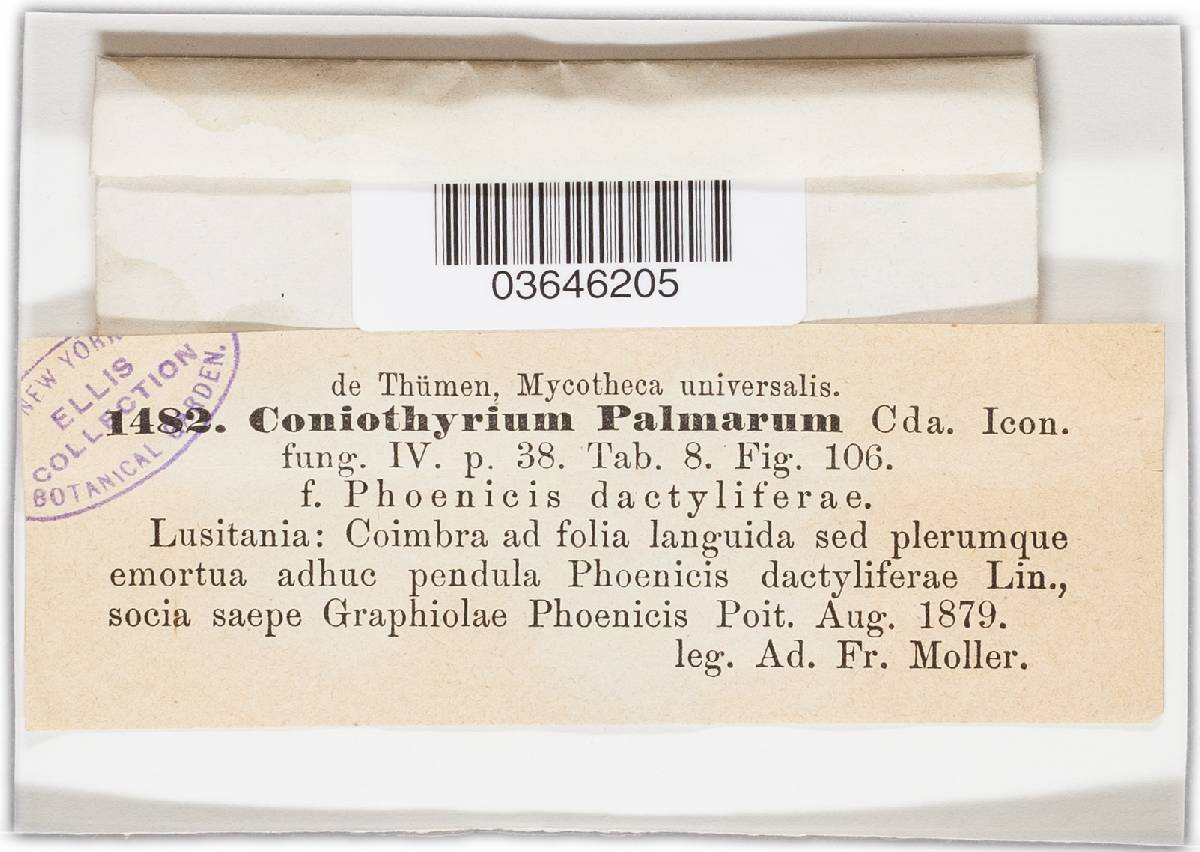 03646205
NEW YORK
ELLIS
COLLECTION
BOTANICAL GARDEN.
de Thümen, Mycotheca universalis.
1482. Coniothyrium Palmarum Cda. Icon.
fung. IV. p. 38. Tab. 8. Fig. 106.
f. Phoenicis dactyliferae.
Lusitania: Coimbra ad folia languida sed plerumque
emortua adhuc pendula Phoenicis dactyliferae Lin.,
socia saepe Graphiolae Phoenicis Poit. Aug. 1879.
leg. Ad. Fr. Moller.